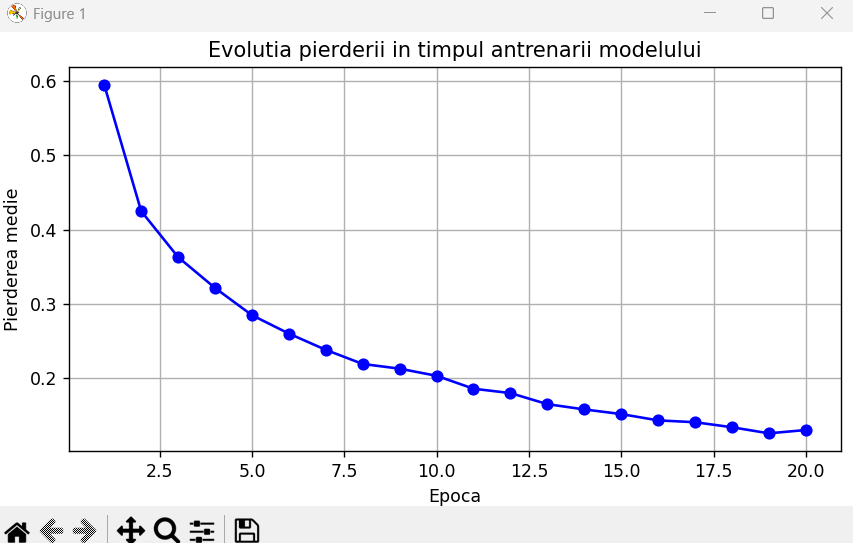 Figure 1
Evolutia pierderii in timpul antrenarii modelului
0.6
0.5
0.4
0.3
0.2
Pierderea medie
2.5 5.0 7.5 10.0 12.5 15.0 17.5 20.0
Epoca